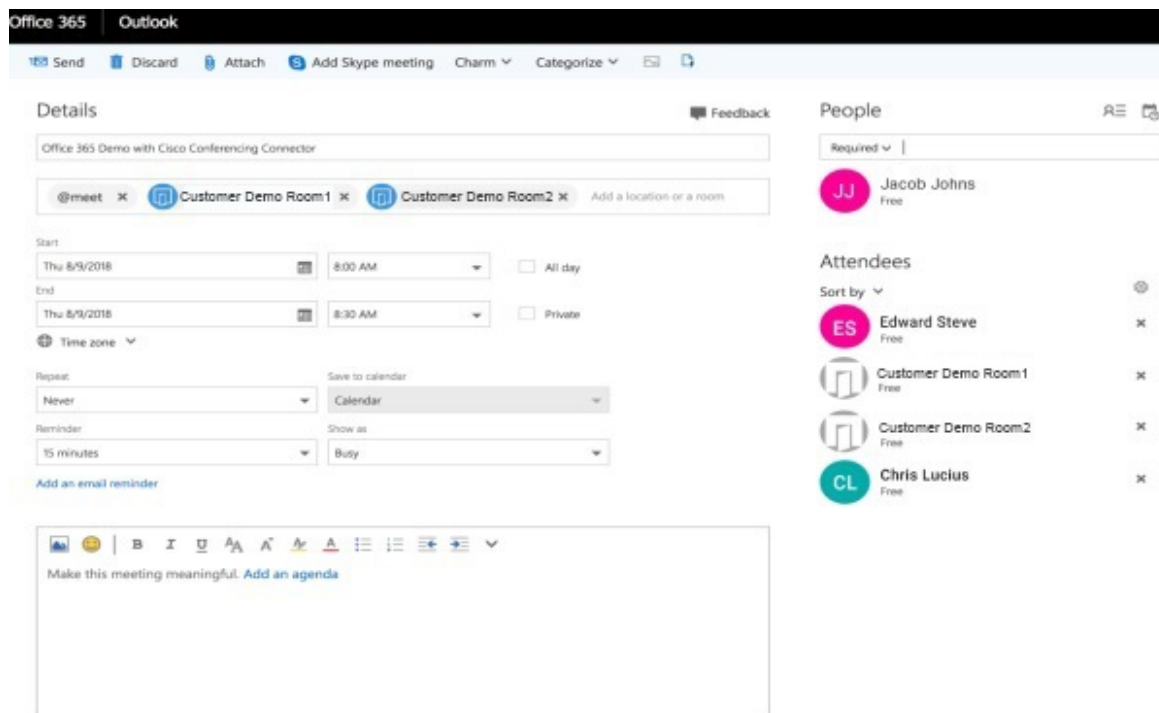 Office 365 Outlook
Send Discard Attach Add Skype meeting Charm Categorize
Details
Feedback
Office 365 Demo with Cisco Conferencing Connector
@meet Customer Demo Room1 Customer Demo Room2 Add a location or a room
Start
Thu 8/9/2018 8:00 AM All day
End
Thu 8/9/2018 8:30 AM Private
Time zone
Repeat Save to calendar
Never Calendar
Reminder Show as
15 minutes Busy
Add an email reminder
B I U A A A A
Make this meeting meaningful. Add an agenda
People
Required
JJ Jacob Johns
Free
Attendees
Sort by
ES Edward Steve
Free
Customer Demo Room1
Free
Customer Demo Room2
Free
CL Chris Lucius
Free